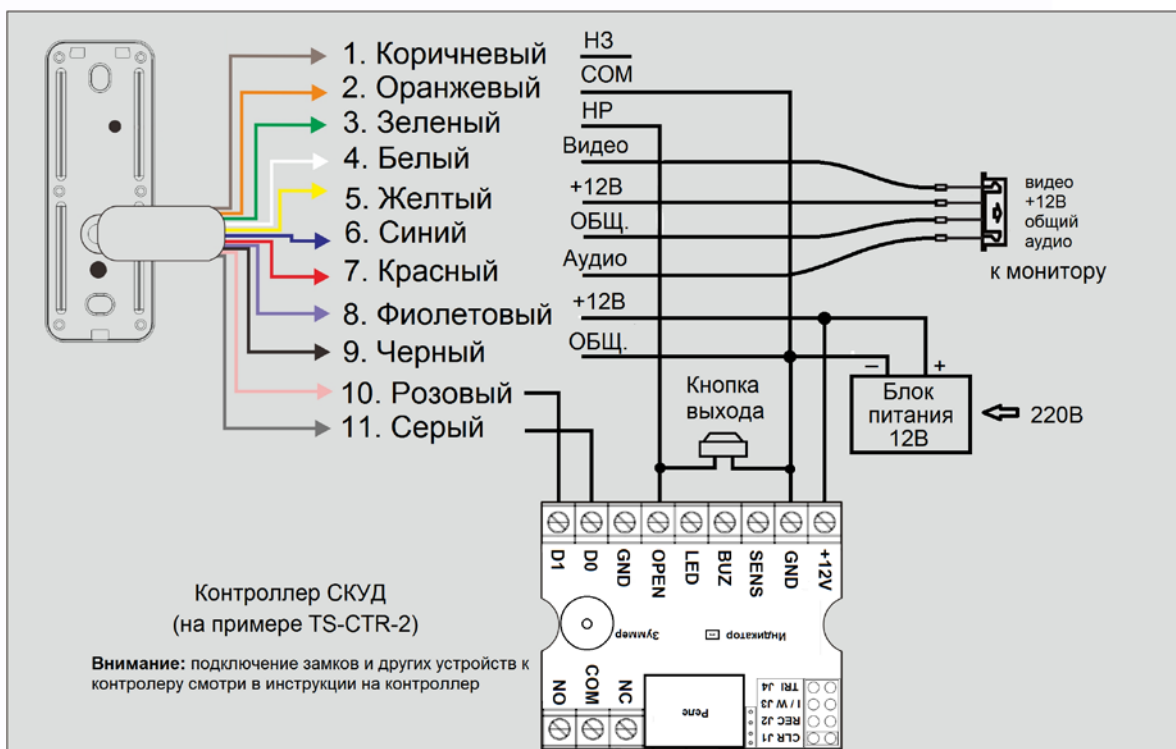 1. Коричневый
НЗ
2. Оранжевый
COM
3. Зеленый
НР
4. Белый
Видео
5. Желтый
+12В
6. Синий
ОБЩ.
7. Красный
Аудио
8. Фиолетовый
+12В
9. Черный
ОБЩ.
10. Розовый
11. Серый
видео
+12В
общий
аудио
к монитору
Кнопка
выхода
– +
Блок
питания
12В
220В
D1
D0
GND
OPEN
LED
BUZ
SENS
GND
+12V
Контроллер СКУД
(на примере TS-CTR-2)
Зуммер
Индикатор
Внимание: подключение замков и других устройств к
контролеру смотри в инструкции на контроллер
NO
COM
NC
Реле
TRI J4
I / W J3
REC J2
CLR J1